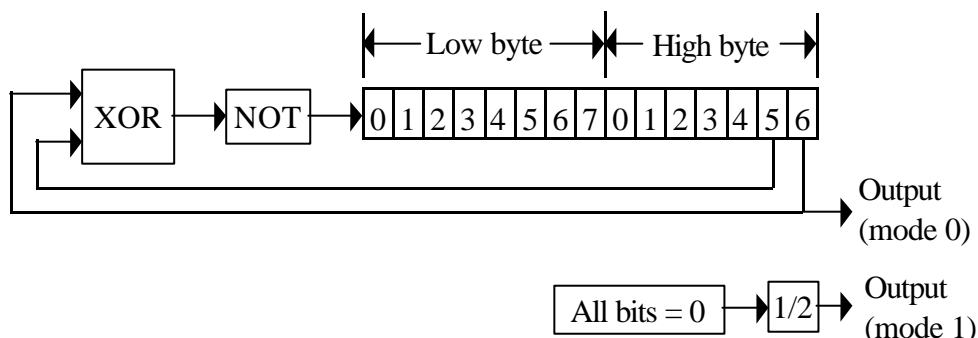 Low byte High byte
XOR NOT 0 1 2 3 4 5 6 7 0 1 2 3 4 5 6
Output
(mode 0)
All bits = 0 1/2 Output
(mode 1)